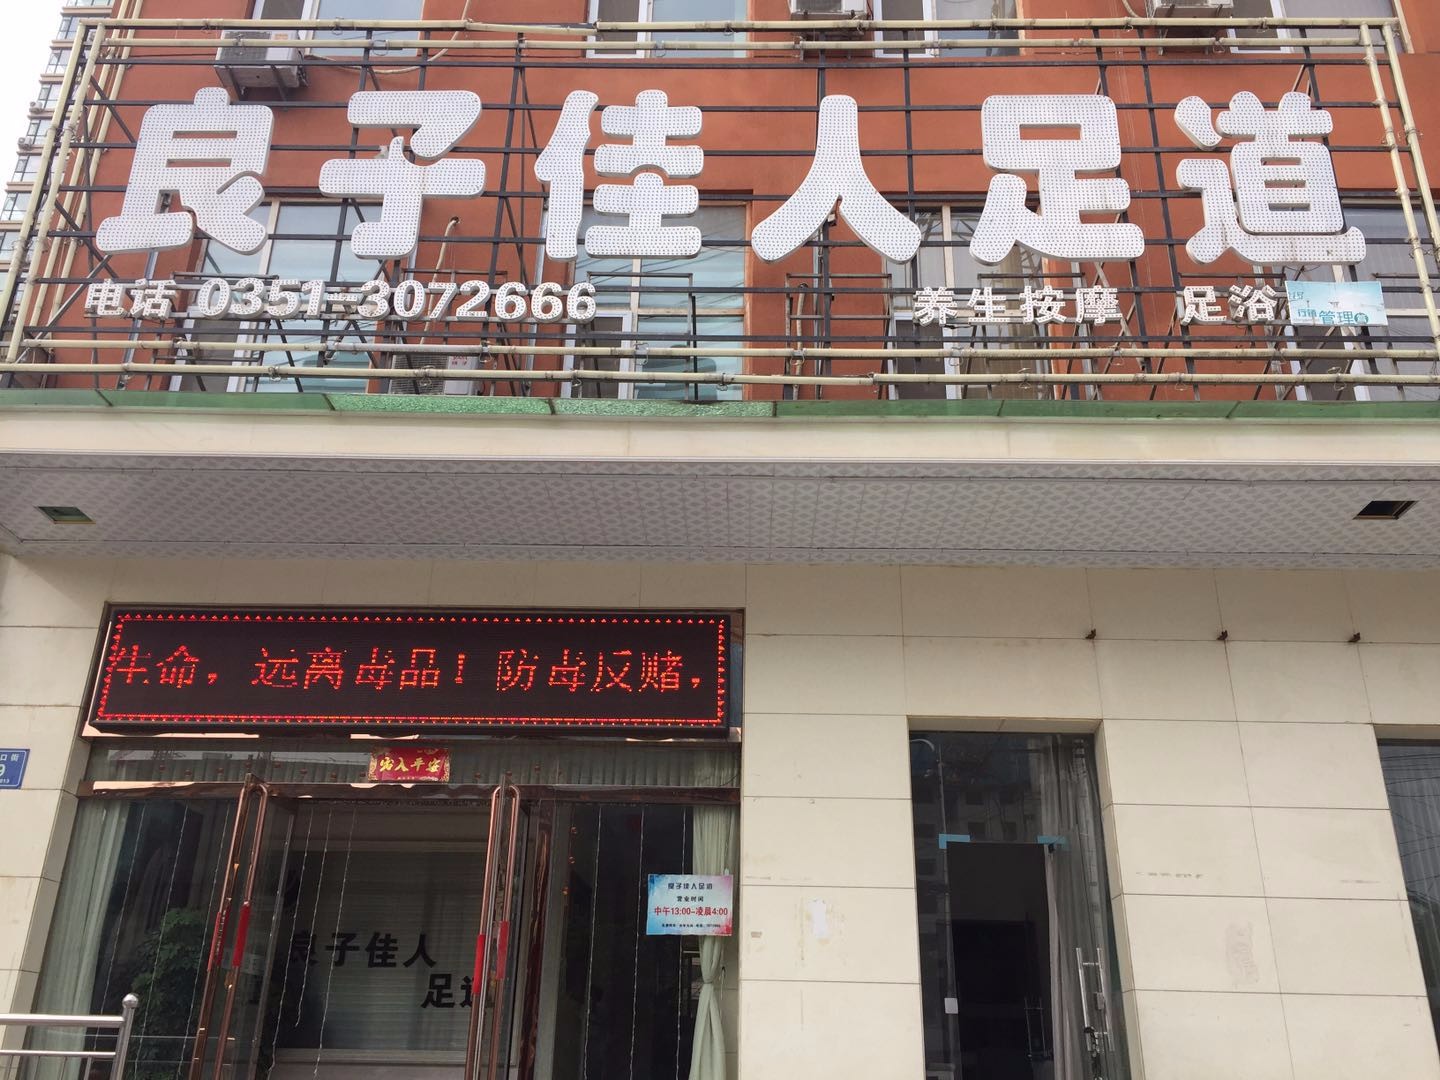 良子佳人足道
电话 0351-3072666
养生按摩 足浴
管理
生命，远离毒品！防毒反赌，
出入平安
口街
9
良子佳人足道
营业时间
中午13:00-凌晨4:00
良子佳人
足道